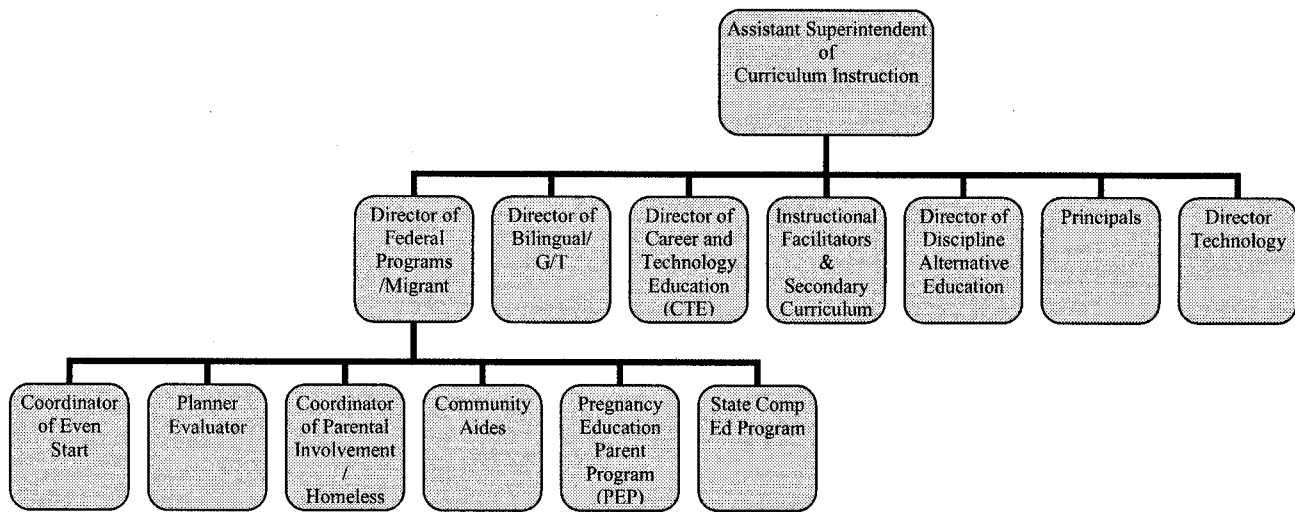 Assistant Superintendent
of
Curriculum Instruction
Director of
Federal
Programs
/Migrant
Director of
Bilingual/
G/T
Director of
Career and
Technology
Education
(CTE)
Instructional
Facilitators
&
Secondary
Curriculum
Director of
Discipline
Alternative
Education
Principals
Director
Technology
Coordinator
of Even
Start
Planner
Evaluator
Coordinator
of Parental
Involvement
/
Homeless
Community
Aides
Pregnancy
Education
Parent
Program
(PEP)
State Comp
Ed Program